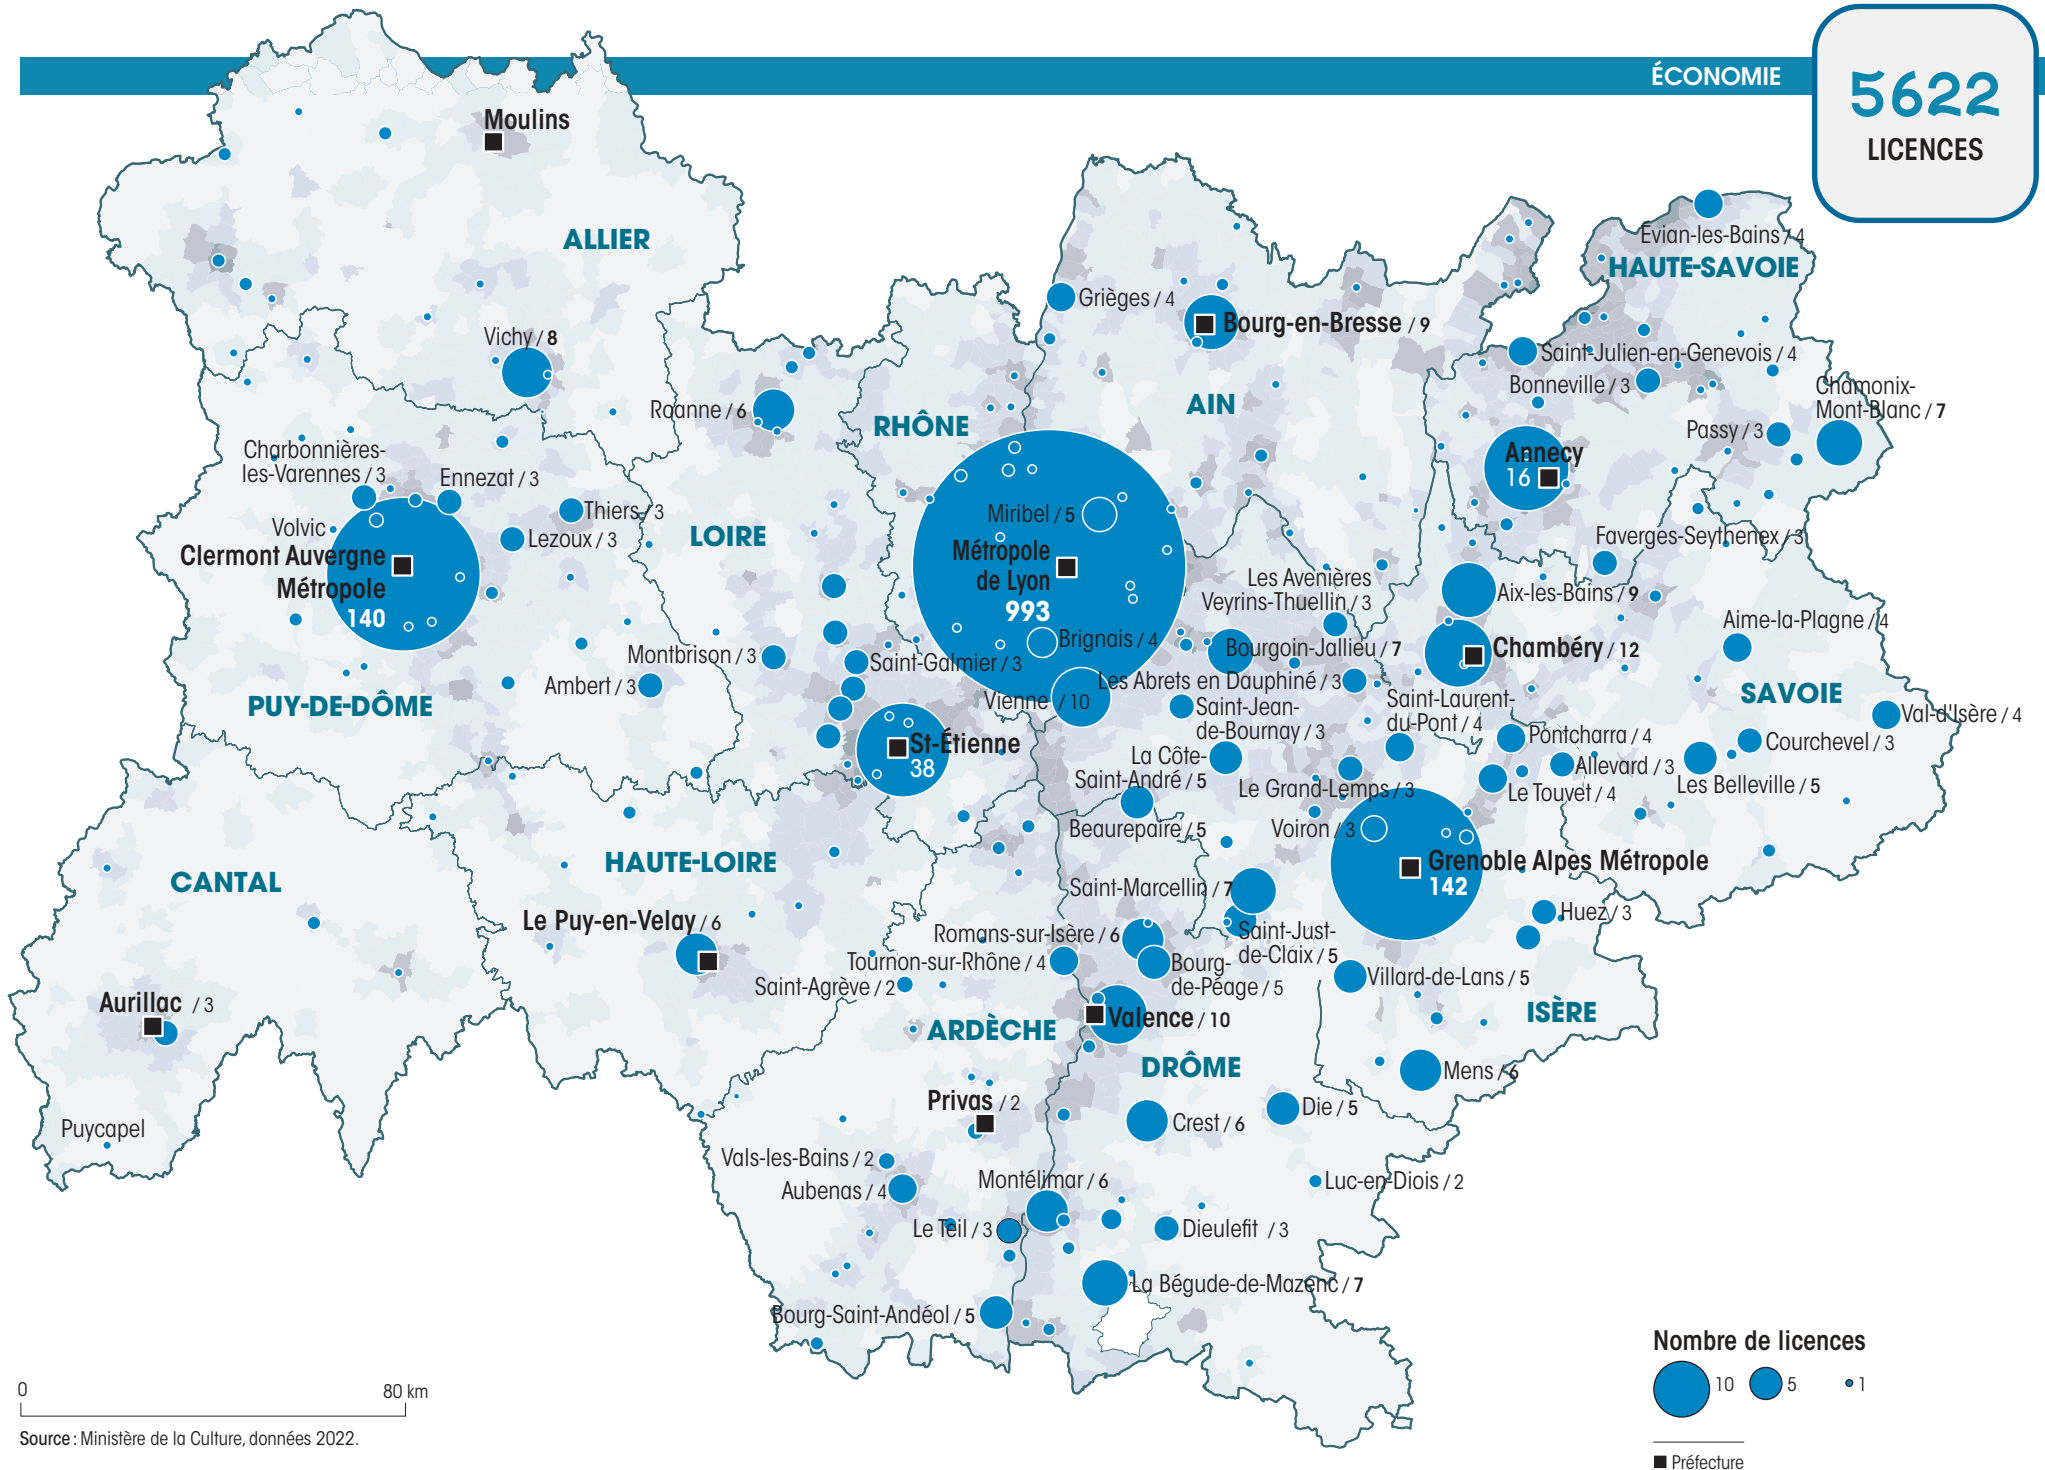 ÉCONOMIE
5622
LICENCES
Moulins
ALLIER
Évian-les-Bains / 4
HAUTE-SAVOIE
Grièges / 4
Bourg-en-Bresse / 9
Vichy / 8
Saint-Julien-en-Genevois / 4
Bonneville / 3
Chamonix-
Mont-Blanc / 7
Roanne / 6
RHÔNE
AIN
Passy / 3
Charbonnières-
les-Varennes / 3
Ennezat / 3
Annecy
16
Thiers / 3
Miribel / 5
Volvic
Lezoux / 3
LOIRE
Faverges-Seythenex / 3
Clermont Auvergne
Métropole
140
Métropole
de Lyon
993
Les Avenières
Veyrins-Thuellin / 3
Aix-les-Bains / 9
Aime-la-Plagne / 4
Brignais / 4
Bourgoin-Jallieu / 7
Chambéry / 12
Montbrison / 3
Saint-Galmier / 3
Ambert / 3
Les Abrets en Dauphiné / 3
PUY-DE-DÔME
Vienne / 10
Saint-Jean-
de-Bournay / 3
Saint-Laurent-
du-Pont / 4
SAVOIE
Val-d'Isère / 4
St-Étienne
38
Pontcharra / 4
Courchevel / 3
La Côte-
Saint-André / 5
Allevard / 3
Le Grand-Lemps / 3
Le Touvet / 4
Les Belleville / 5
Beaurepaire / 5
Voiron / 3
HAUTE-LOIRE
Grenoble Alpes Métropole
142
CANTAL
Saint-Marcellin / 7
Le Puy-en-Velay / 6
Huez / 3
Romans-sur-Isère / 6
Saint-Just-
de-Claix / 5
Tournon-sur-Rhône / 4
Bourg-
de-Péage / 5
Villard-de-Lans / 5
Saint-Agrève / 2
Aurillac / 3
ISÈRE
Valence / 10
ARDÈCHE
DRÔME
Mens / 6
Privas / 2
Die / 5
Crest / 6
Puycapel
Vals-les-Bains / 2
Aubenas / 4
Montélimar / 6
Luc-en-Diois / 2
Le Teil / 3
Dieulefit / 3
La Bégude-de-Mazenc / 7
Bourg-Saint-Andéol / 5
Nombre de licences
10 5 1
Préfecture
0 80 km
Source : Ministère de la Culture, données 2022.